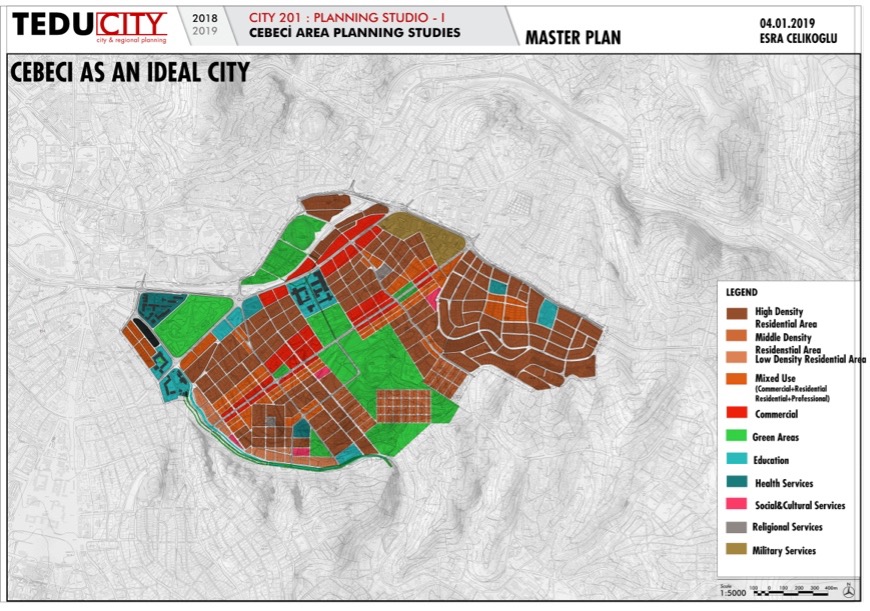 TEDUCITY
city & regional planning
2018
2019
CITY 201 : PLANNING STUDIO - I
CEBECİ AREA PLANNING STUDIES
MASTER PLAN
04.01.2019
ESRA CELIKOGLU
CEBECI AS AN IDEAL CITY
LEGEND
High Density
Residential Area
Middle Density
Residenstial Area
Low Density Residential Area
Mixed Use
(Commercial+Residential
Residential+Professional)
Commercial
Green Areas
Education
Health Services
Social&Cultural Services
Religional Services
Military Services
Scale
1:5000
100 0 100 200 300 400m
N